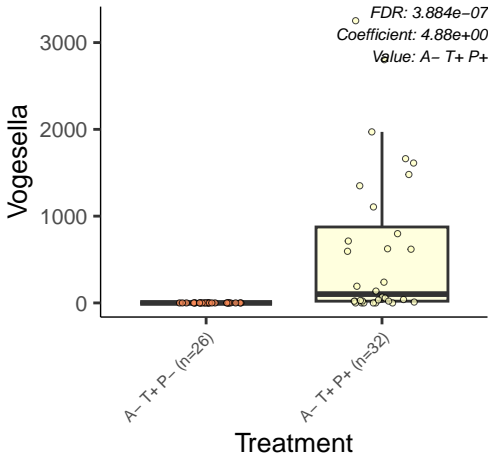 FDR: 3.884e−07
Coefficient: 4.88e+00
Value: A− T+ P+
Vogesella
3000
2000
1000
0
A− T+ P− (n=26)
A− T+ P+ (n=32)
Treatment